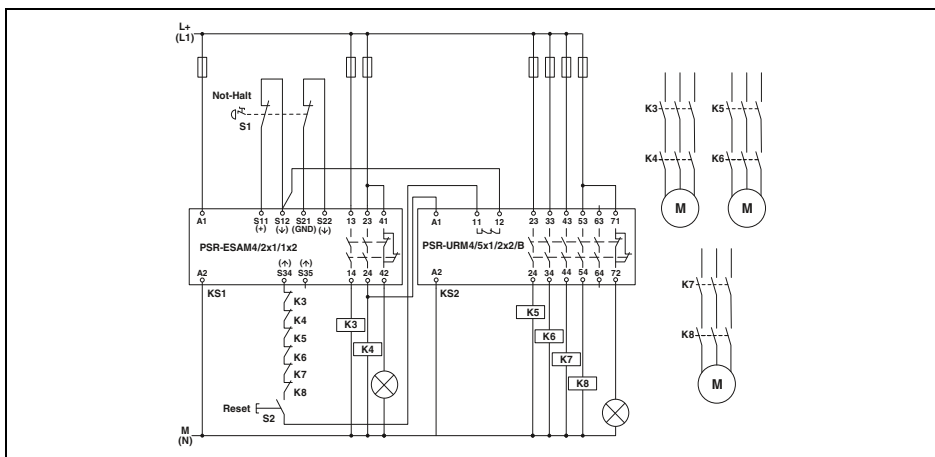 L+
(L1)
Not-Halt
S1
A1 S11 S12 S21 S22 13 23 41
(+) (↓) (GND) (↓)
PSR-ESAM4/2x1/1x2
(↑) (↑)
A2 S34 S35 14 24 42
KS1
A1 11 12 23 33 43 53 63 71
PSR-URM4/5x1/2x2/B
A2 24 34 44 54 64 72
KS2
K3
K4
K5
K6
K7
K8
Reset
S2
K3
K4
K5
K6
K7
K8
M
(N)
K3 K5
K4 K6
M M
K7
K8
M